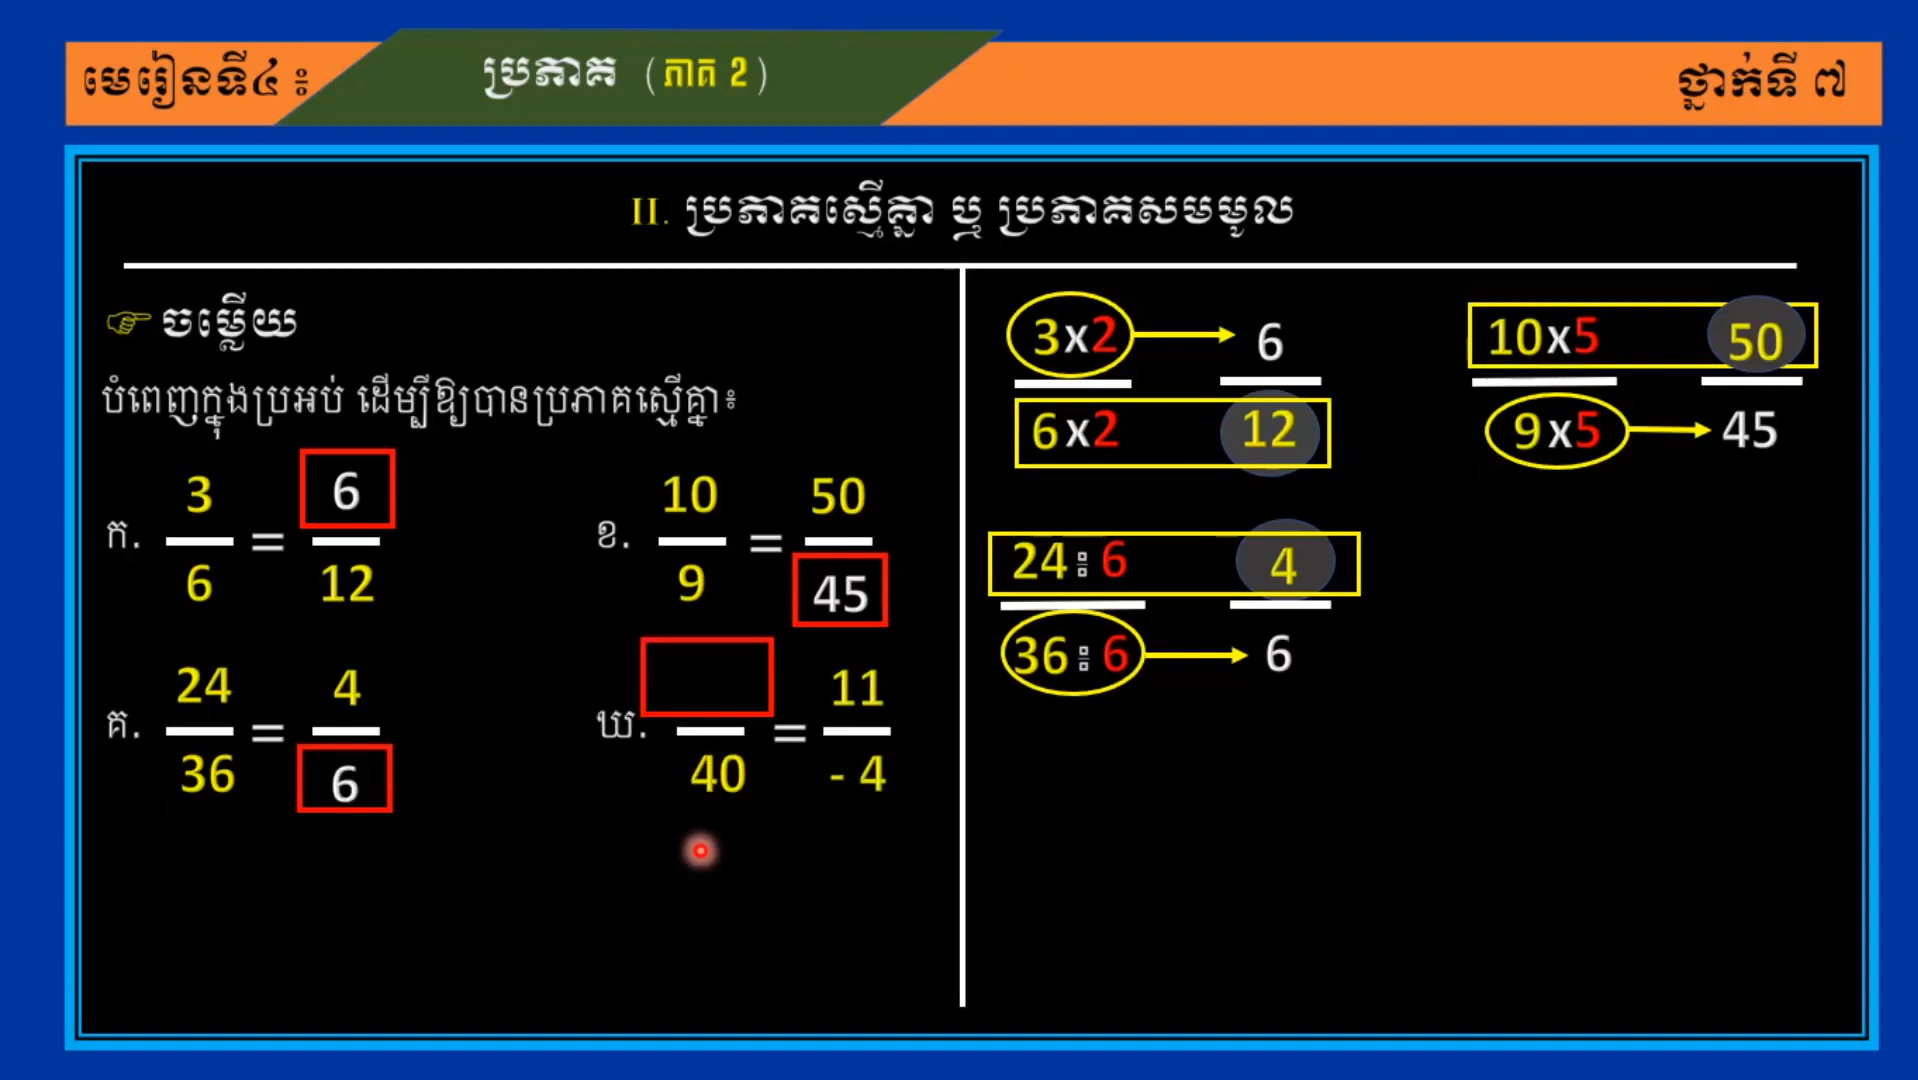 មេរៀនទី៤ ៖
ប្រភាគ (ភាគ ២)
ថ្នាក់ទី ៧
II. ប្រភាគស្មើគ្នា ឬ ប្រភាគសមមូល
☞ ចម្លើយ
បំពេញក្នុងប្រអប់ ដើម្បីឱ្យបានប្រភាគស្មើគ្នា៖
ក. 3/6 = 6/12
ខ. 10/9 = 50/45
គ. 24/36 = 4/6
ឃ. /40 = 11/- 4
3x2 6
6x2 12
10x5 50
9x5 45
24÷6 4
36÷6 6